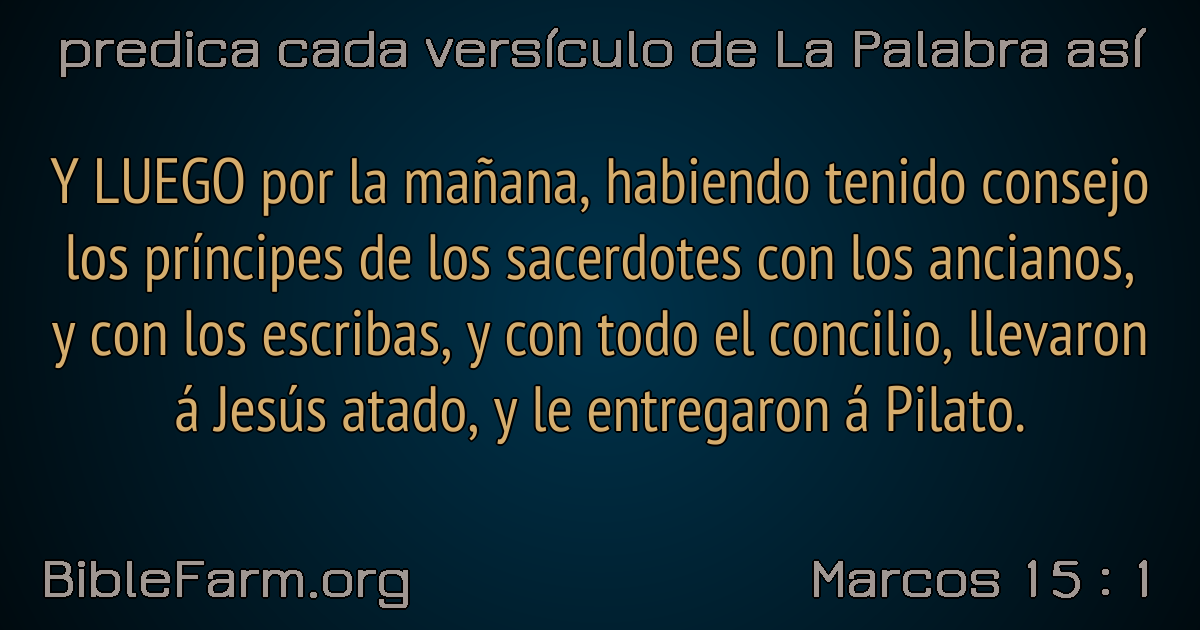 predica cada versículo de La Palabra así
Y LUEGO por la mañana, habiendo tenido consejo
los príncipes de los sacerdotes con los ancianos,
y con los escribas, y con todo el concilio, llevaron
á Jesús atado, y le entregaron á Pilato.
BibleFarm.org
Marcos 15 : 1